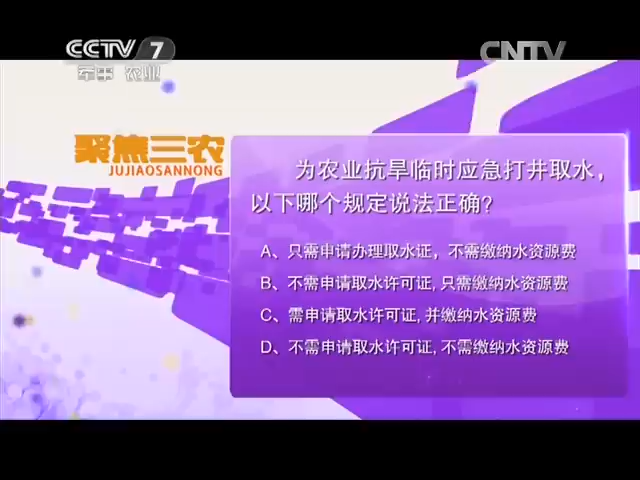 CCTV 7
军事 农业
CNTV
聚焦三农
JUJIAOSANNONG
为农业抗旱临时应急打井取水，
以下哪个规定说法正确？
A、只需申请办理取水证，不需缴纳水资源费
B、不需申请取水许可证,只需缴纳水资源费
C、需申请取水许可证,并缴纳水资源费
D、不需申请取水许可证,不需缴纳水资源费